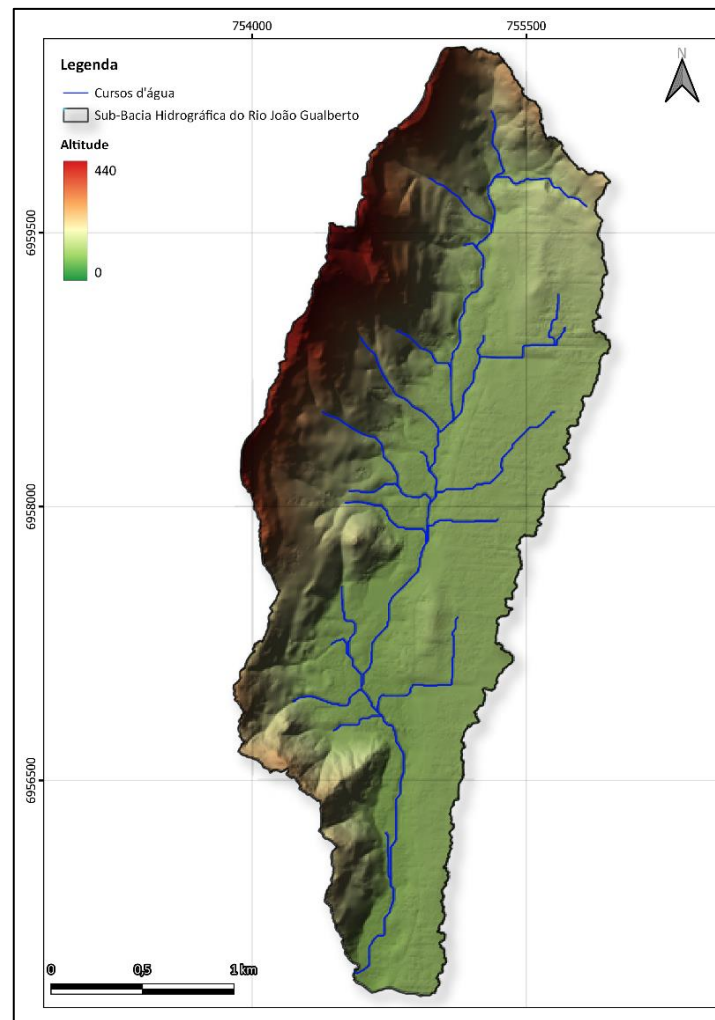 754000
755500
Legenda
N
Cursos d'água
Sub-Bacia Hidrográfica do Rio João Gualberto
Altitude
440
0
6959500
6958000
6956500
0 0,5 1 km